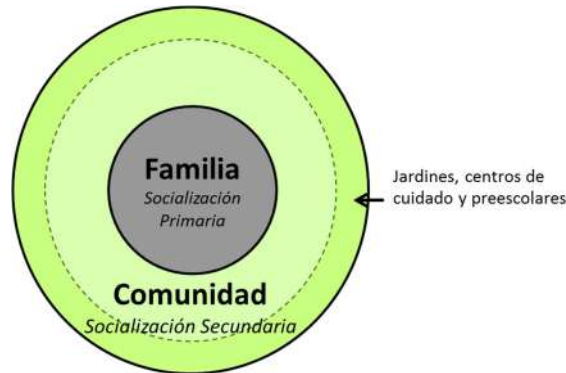 Familia
Socialización
Primaria
Jardines, centros de
cuidado y preescolares
Comunidad
Socialización Secundaria